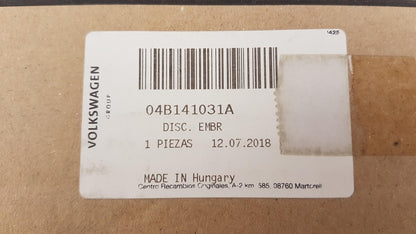 1425
VOLKSWAGEN
GROUP
04B141031A
DISC. EMBR
1 PIEZAS 12.07.2018
MADE IN Hungary
Centro Recambios Originales, A-2 km 585, 08760 Martorell